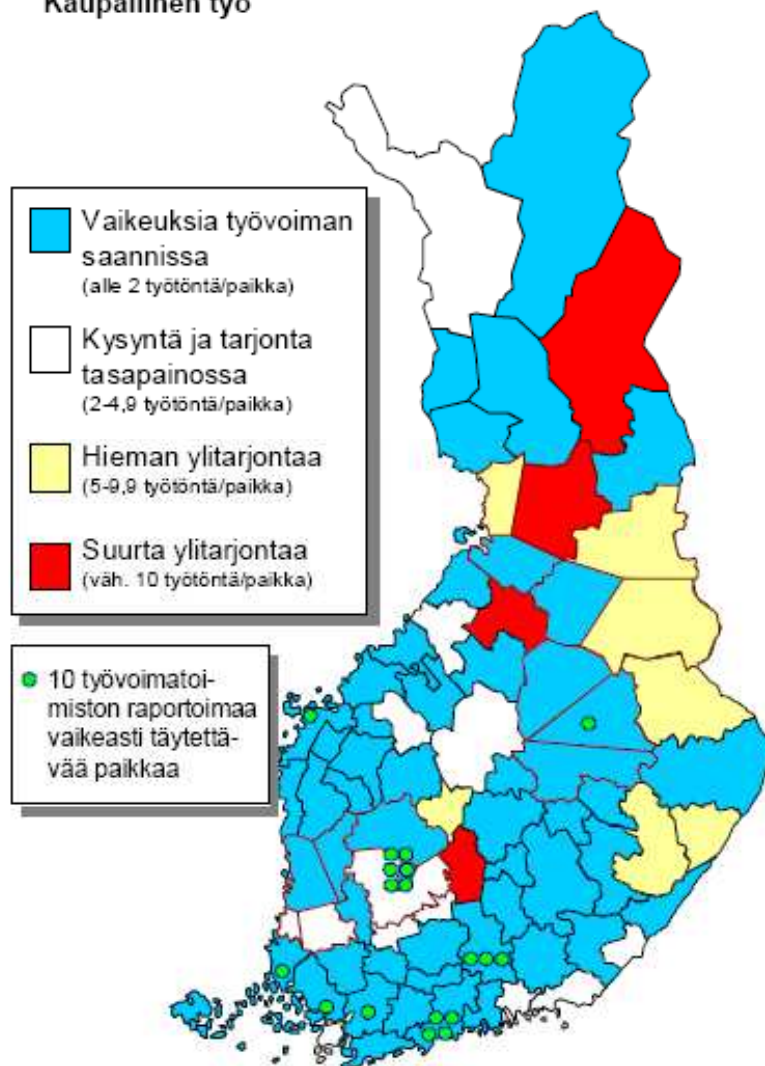 Kaupallinen työ
Vaikeuksia työvoiman
saannissa
(alle 2 työtöntä/paikka)
Kysyntä ja tarjonta
tasapainossa
(2-4,9 työtöntä/paikka)
Hieman ylitarjontaa
(5-9,9 työtöntä/paikka)
Suurta ylitarjontaa
(väh. 10 työtöntä/paikka)
10 työvoimatoi-
miston raportoimaa
vaikeasti täytettä-
vää paikkaa